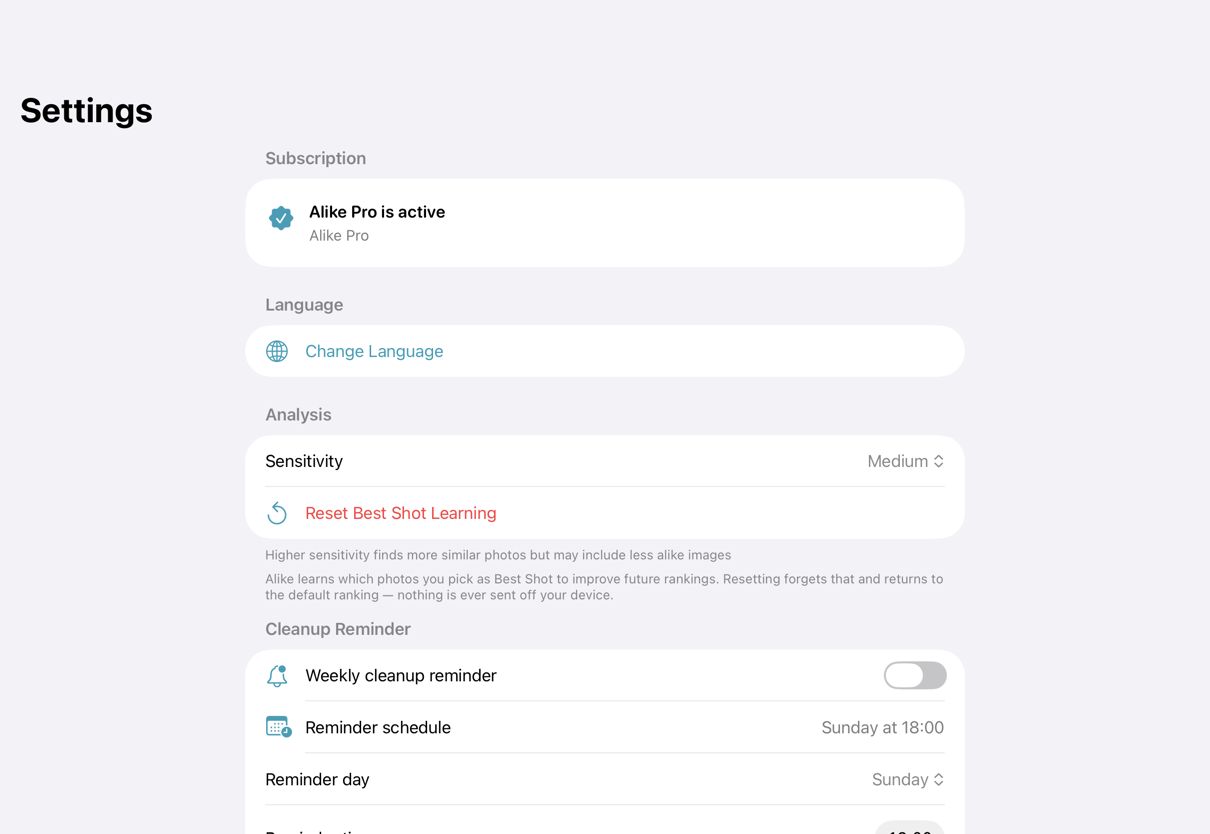 Settings
Subscription
Alike Pro is active
Alike Pro
Language
Change Language
Analysis
Sensitivity
Medium
Reset Best Shot Learning
Higher sensitivity finds more similar photos but may include less alike images
Alike learns which photos you pick as Best Shot to improve future rankings. Resetting forgets that and returns to
the default ranking — nothing is ever sent off your device.
Cleanup Reminder
Weekly cleanup reminder
Reminder schedule
Sunday at 18:00
Reminder day
Sunday